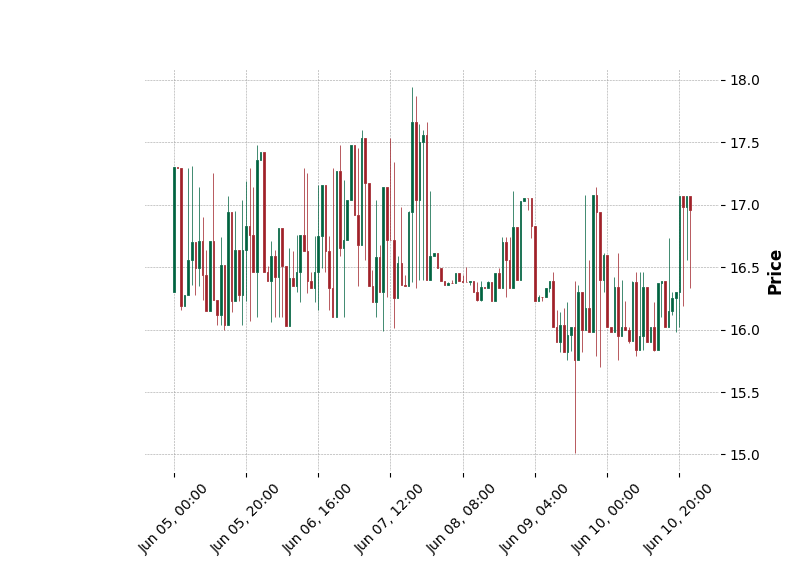 18.0
17.5
17.0
16.5
16.0
15.5
15.0
Price
Jun 05, 00:00
Jun 05, 20:00
Jun 06, 16:00
Jun 07, 12:00
Jun 08, 08:00
Jun 09, 04:00
Jun 10, 00:00
Jun 10, 20:00